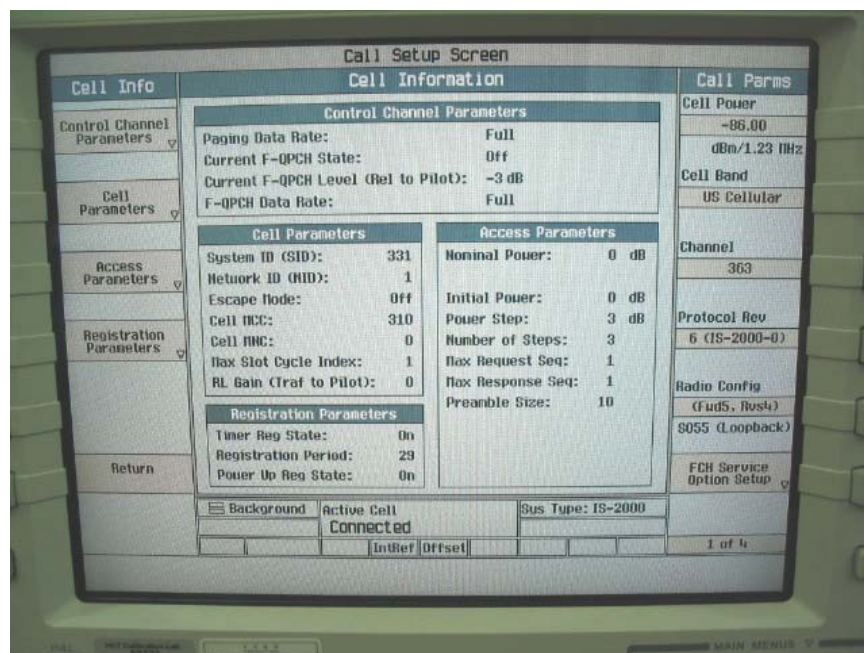 Call Setup Screen
Cell Info
Control Channel
Parameters
Cell
Parameters
Access
Parameters
Registration
Parameters
Return
Cell Information
Control Channel Parameters
Paging Data Rate: Full
Current F-QPCH State: Off
Current F-QPCH Level (Rel to Pilot): -3 dB
F-QPCH Data Rate: Full
Cell Parameters
System ID (SID): 331
Network ID (NID): 1
Escape Mode: Off
Cell MCC: 310
Cell MNC: 0
Max Slot Cycle Index: 1
RL Gain (Traf to Pilot): 0
Registration Parameters
Timer Reg State: On
Registration Period: 29
Power Up Reg State: On
Access Parameters
Nominal Power: 0 dB
Initial Power: 0 dB
Power Step: 3 dB
Number of Steps: 3
Max Request Seq: 1
Max Response Seq: 1
Preamble Size: 10
Background
Active Cell
Connected
Sys Type: IS-2000
IntRef Offset
Call Parms
Cell Power
-86.00
dBm/1.23 MHz
Cell Band
US Cellular
Channel
363
Protocol Rev
6 (IS-2000-0)
Radio Config
(Fwd5, Rvs4)
SO55 (Loopback)
FCH Service
Option Setup
1 of 4
MAIN MENUS